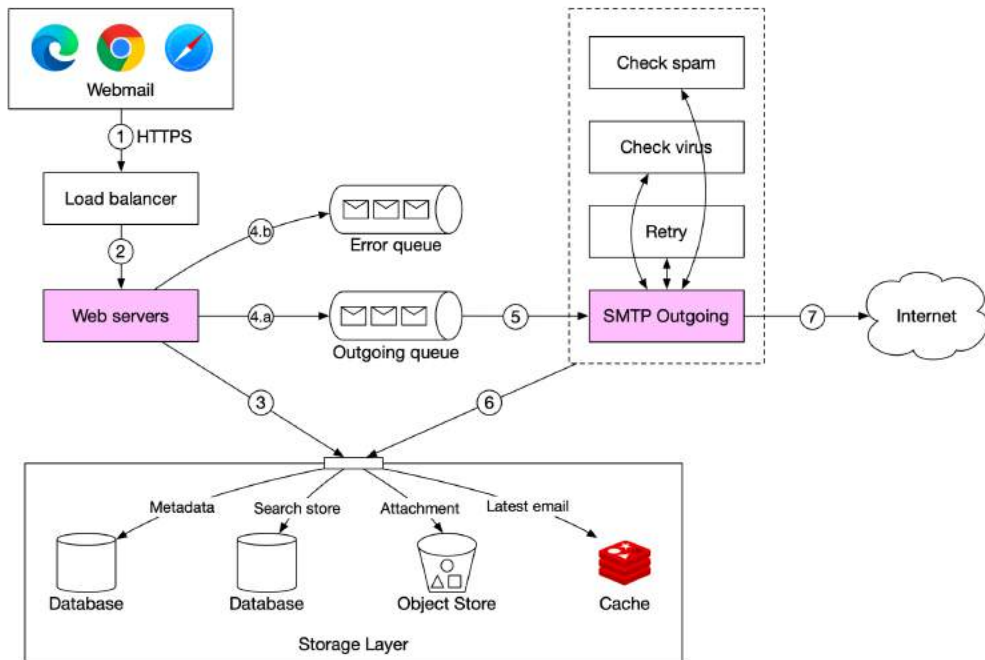 Webmail
1 HTTPS
Load balancer
2
Web servers
4.b
Error queue
4.a
Outgoing queue
5
Check spam
Check virus
Retry
SMTP Outgoing
7
Internet
3
6
Metadata
Search store
Attachment
Latest email
Database
Database
Object Store
Cache
Storage Layer